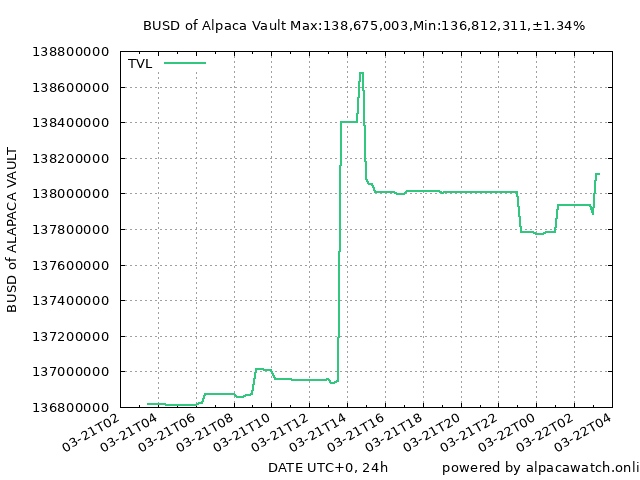 BUSD of Alpaca Vault Max:138,675,003,Min:136,812,311,±1.34%
TVL
138800000
138600000
138400000
138200000
138000000
137800000
137600000
137400000
137200000
137000000
136800000
BUSD of ALAPACA VAULT
03-21T02
03-21T04
03-21T06
03-21T08
03-21T10
03-21T12
03-21T14
03-21T16
03-21T18
03-21T20
03-21T22
03-22T00
03-22T02
03-22T04
DATE UTC+0, 24h
powered by alpacawatch.onli